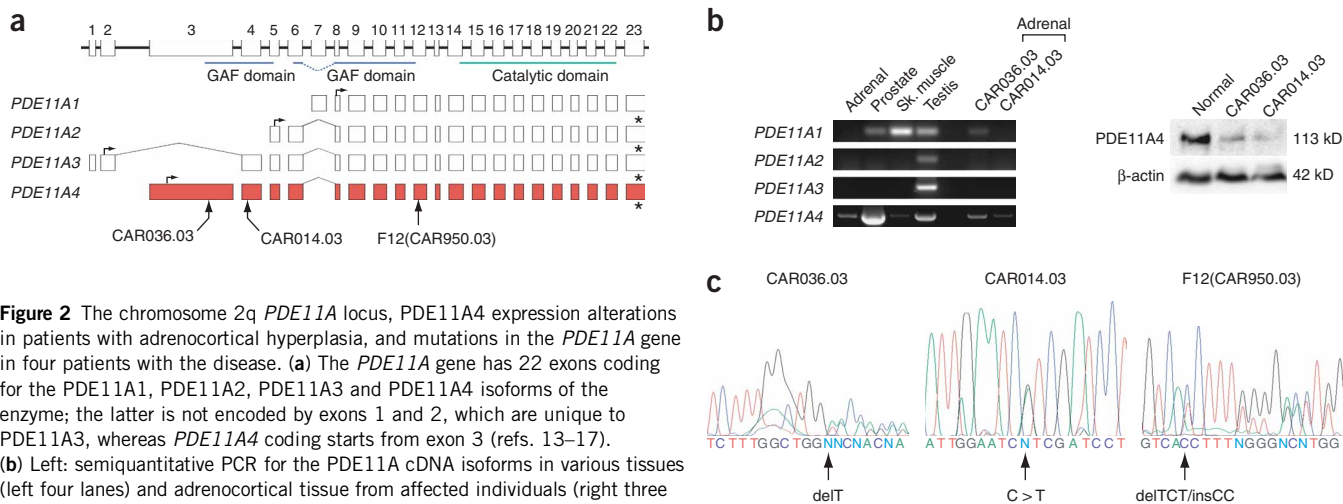 a
1 2 3 4 5 6 7 8 9 10 11 12 13 14 15 16 17 18 19 20 21 22 23
GAF domain GAF domain Catalytic domain
PDE11A1
PDE11A2 *
PDE11A3 *
PDE11A4 *
*
CAR036.03 CAR014.03 F12(CAR950.03)
b
Adrenal
Adrenal Prostate Sk. muscle Testis CAR036.03 CAR014.03
PDE11A1
PDE11A2
PDE11A3
PDE11A4
Normal CAR036.03 CAR014.03
PDE11A4 113 kD
β-actin 42 kD
Figure 2 The chromosome 2q PDE11A locus, PDE11A4 expression alterations
in patients with adrenocortical hyperplasia, and mutations in the PDE11A gene
in four patients with the disease. (a) The PDE11A gene has 22 exons coding
for the PDE11A1, PDE11A2, PDE11A3 and PDE11A4 isoforms of the
enzyme; the latter is not encoded by exons 1 and 2, which are unique to
PDE11A3, whereas PDE11A4 coding starts from exon 3 (refs. 13–17).
(b) Left: semiquantitative PCR for the PDE11A cDNA isoforms in various tissues
(left four lanes) and adrenocortical tissue from affected individuals (right three
c
CAR036.03 CAR014.03 F12(CAR950.03)
TCTTTGGCTGGNNCNACNA ATTGGAATCNTCGATCCT GTCACCTTTNGGGNCNTGG
delT C > T delTCT/insCC